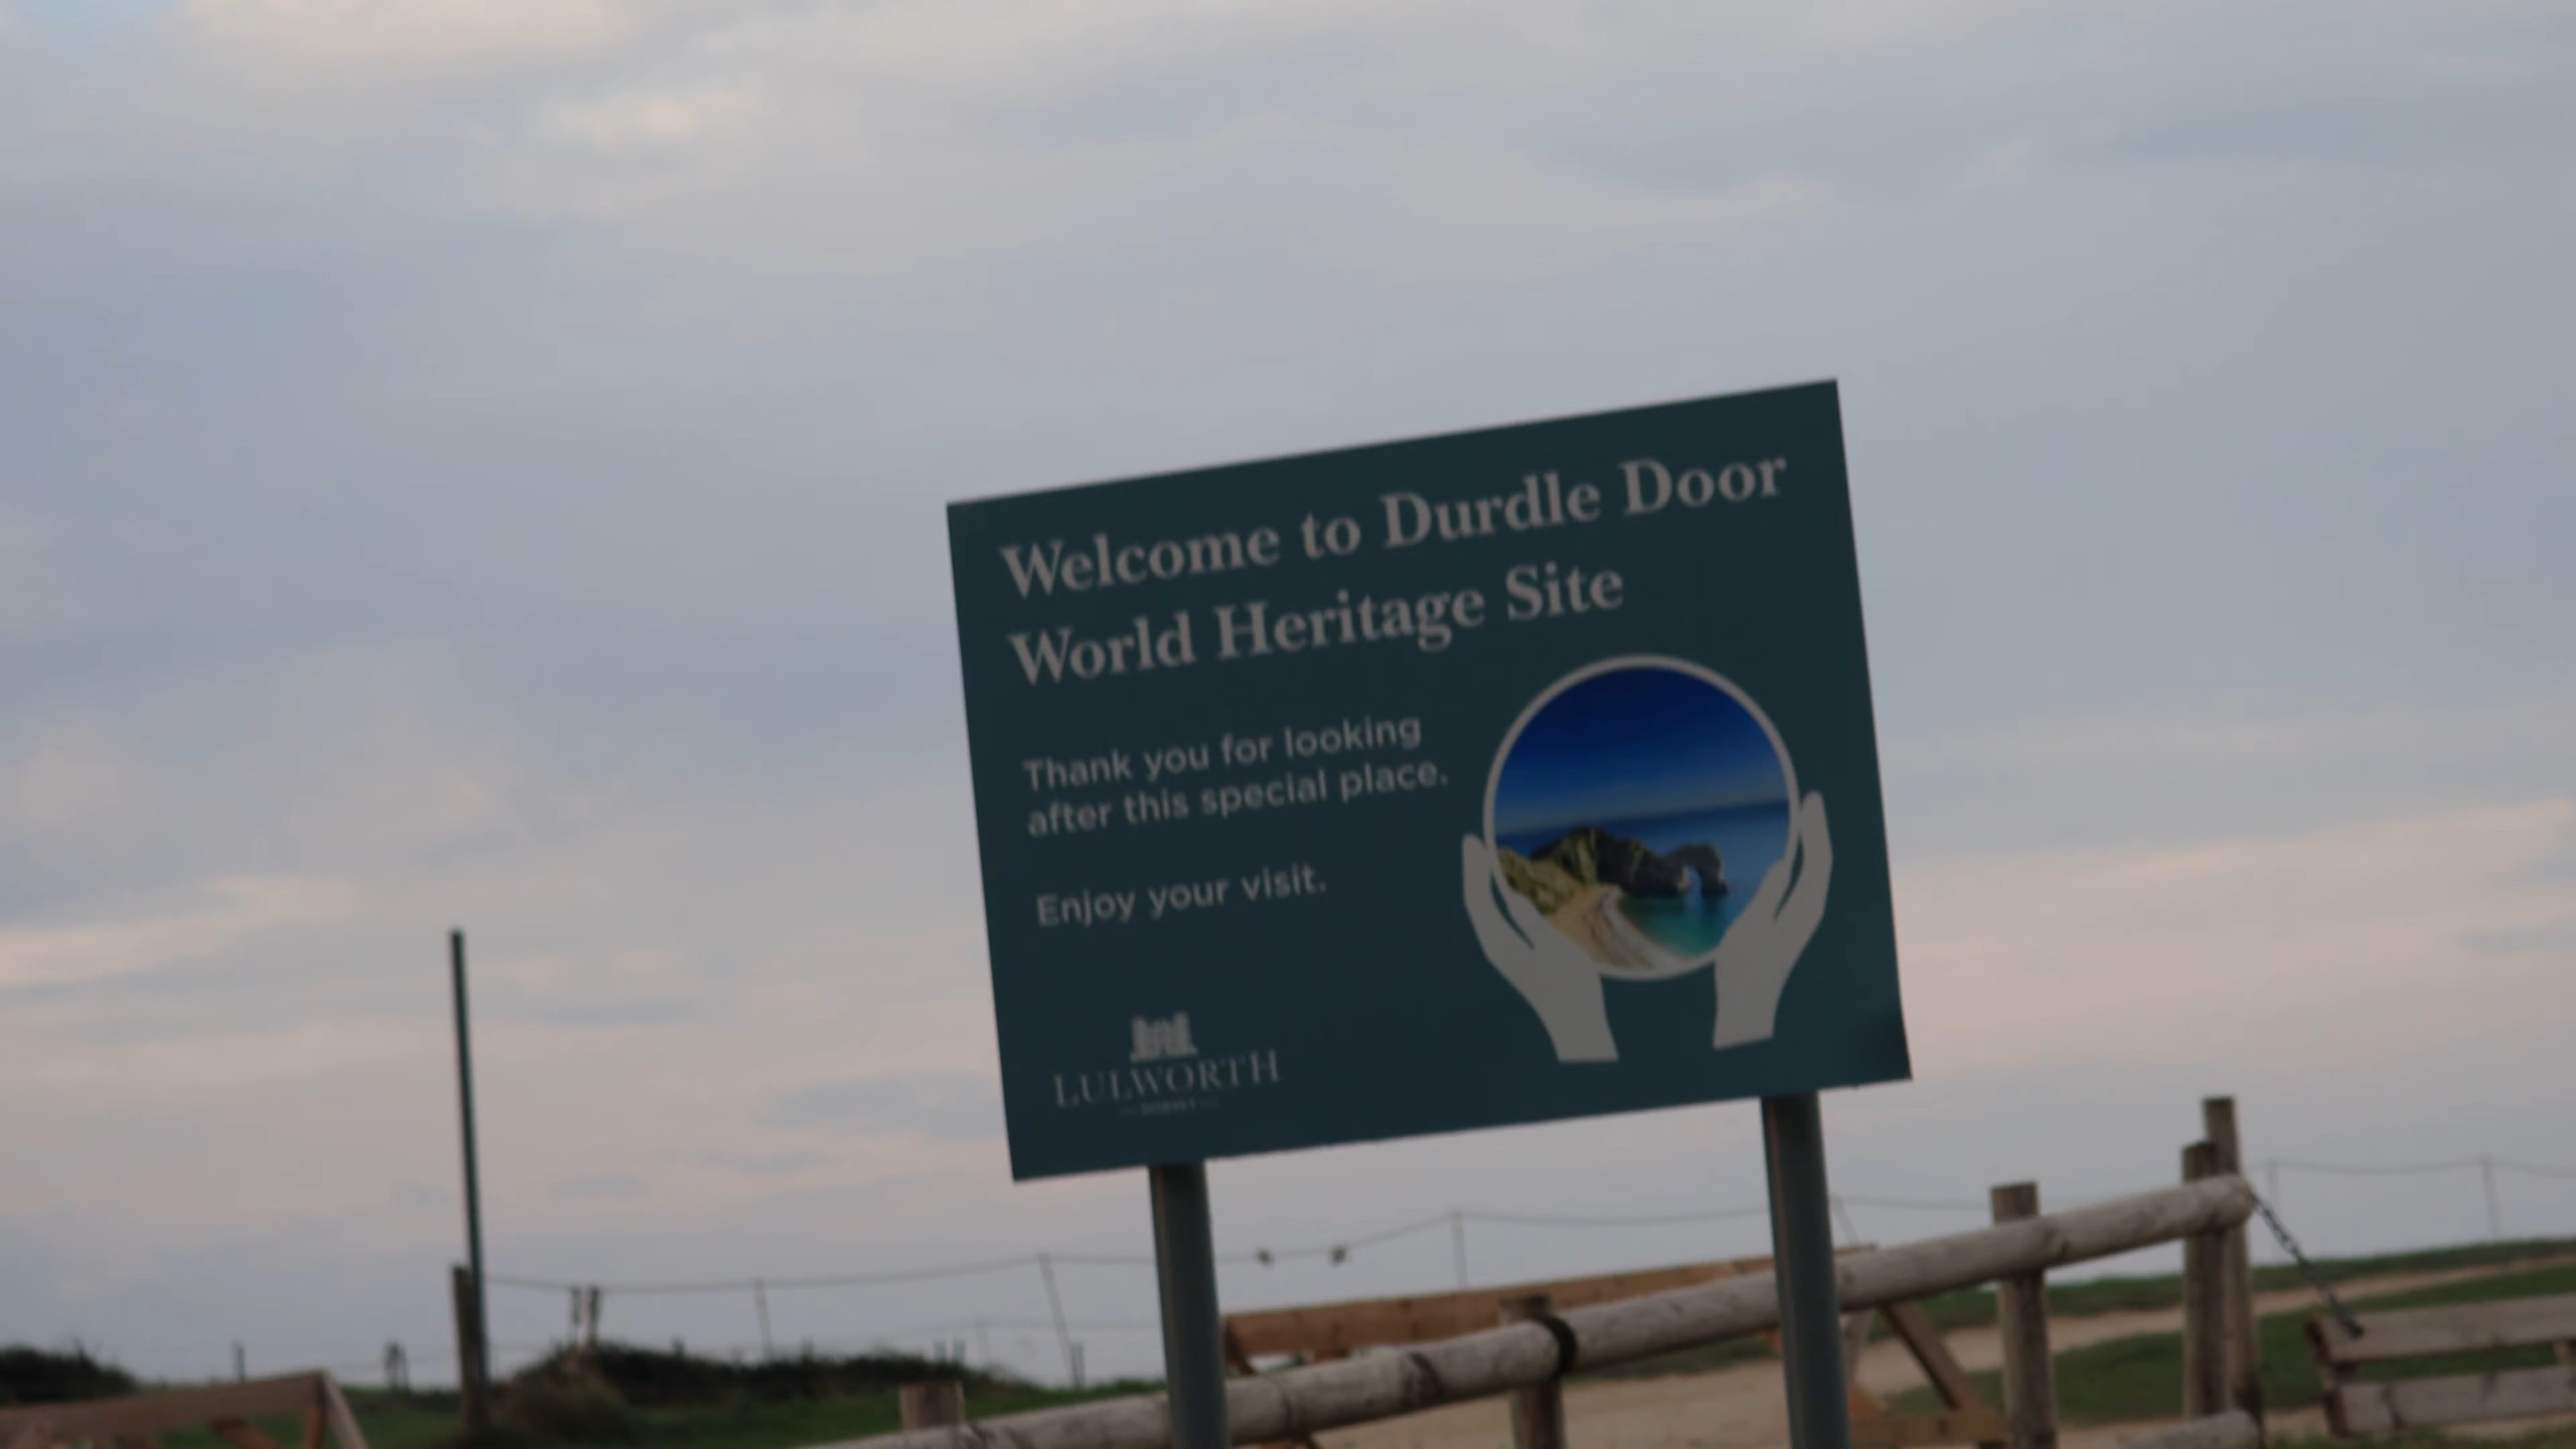 Welcome to Durdle Door
World Heritage Site
Thank you for looking
after this special place.
Enjoy your visit.
LULWORTH
DORSET